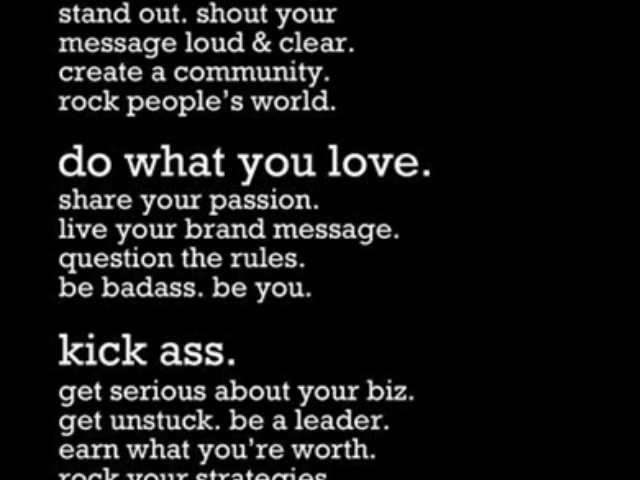 stand out. shout your
message loud & clear.
create a community.
rock people's world.
do what you love.
share your passion.
live your brand message.
question the rules.
be badass. be you.
kick ass.
get serious about your biz.
get unstuck. be a leader.
earn what you're worth.
rock your strategies